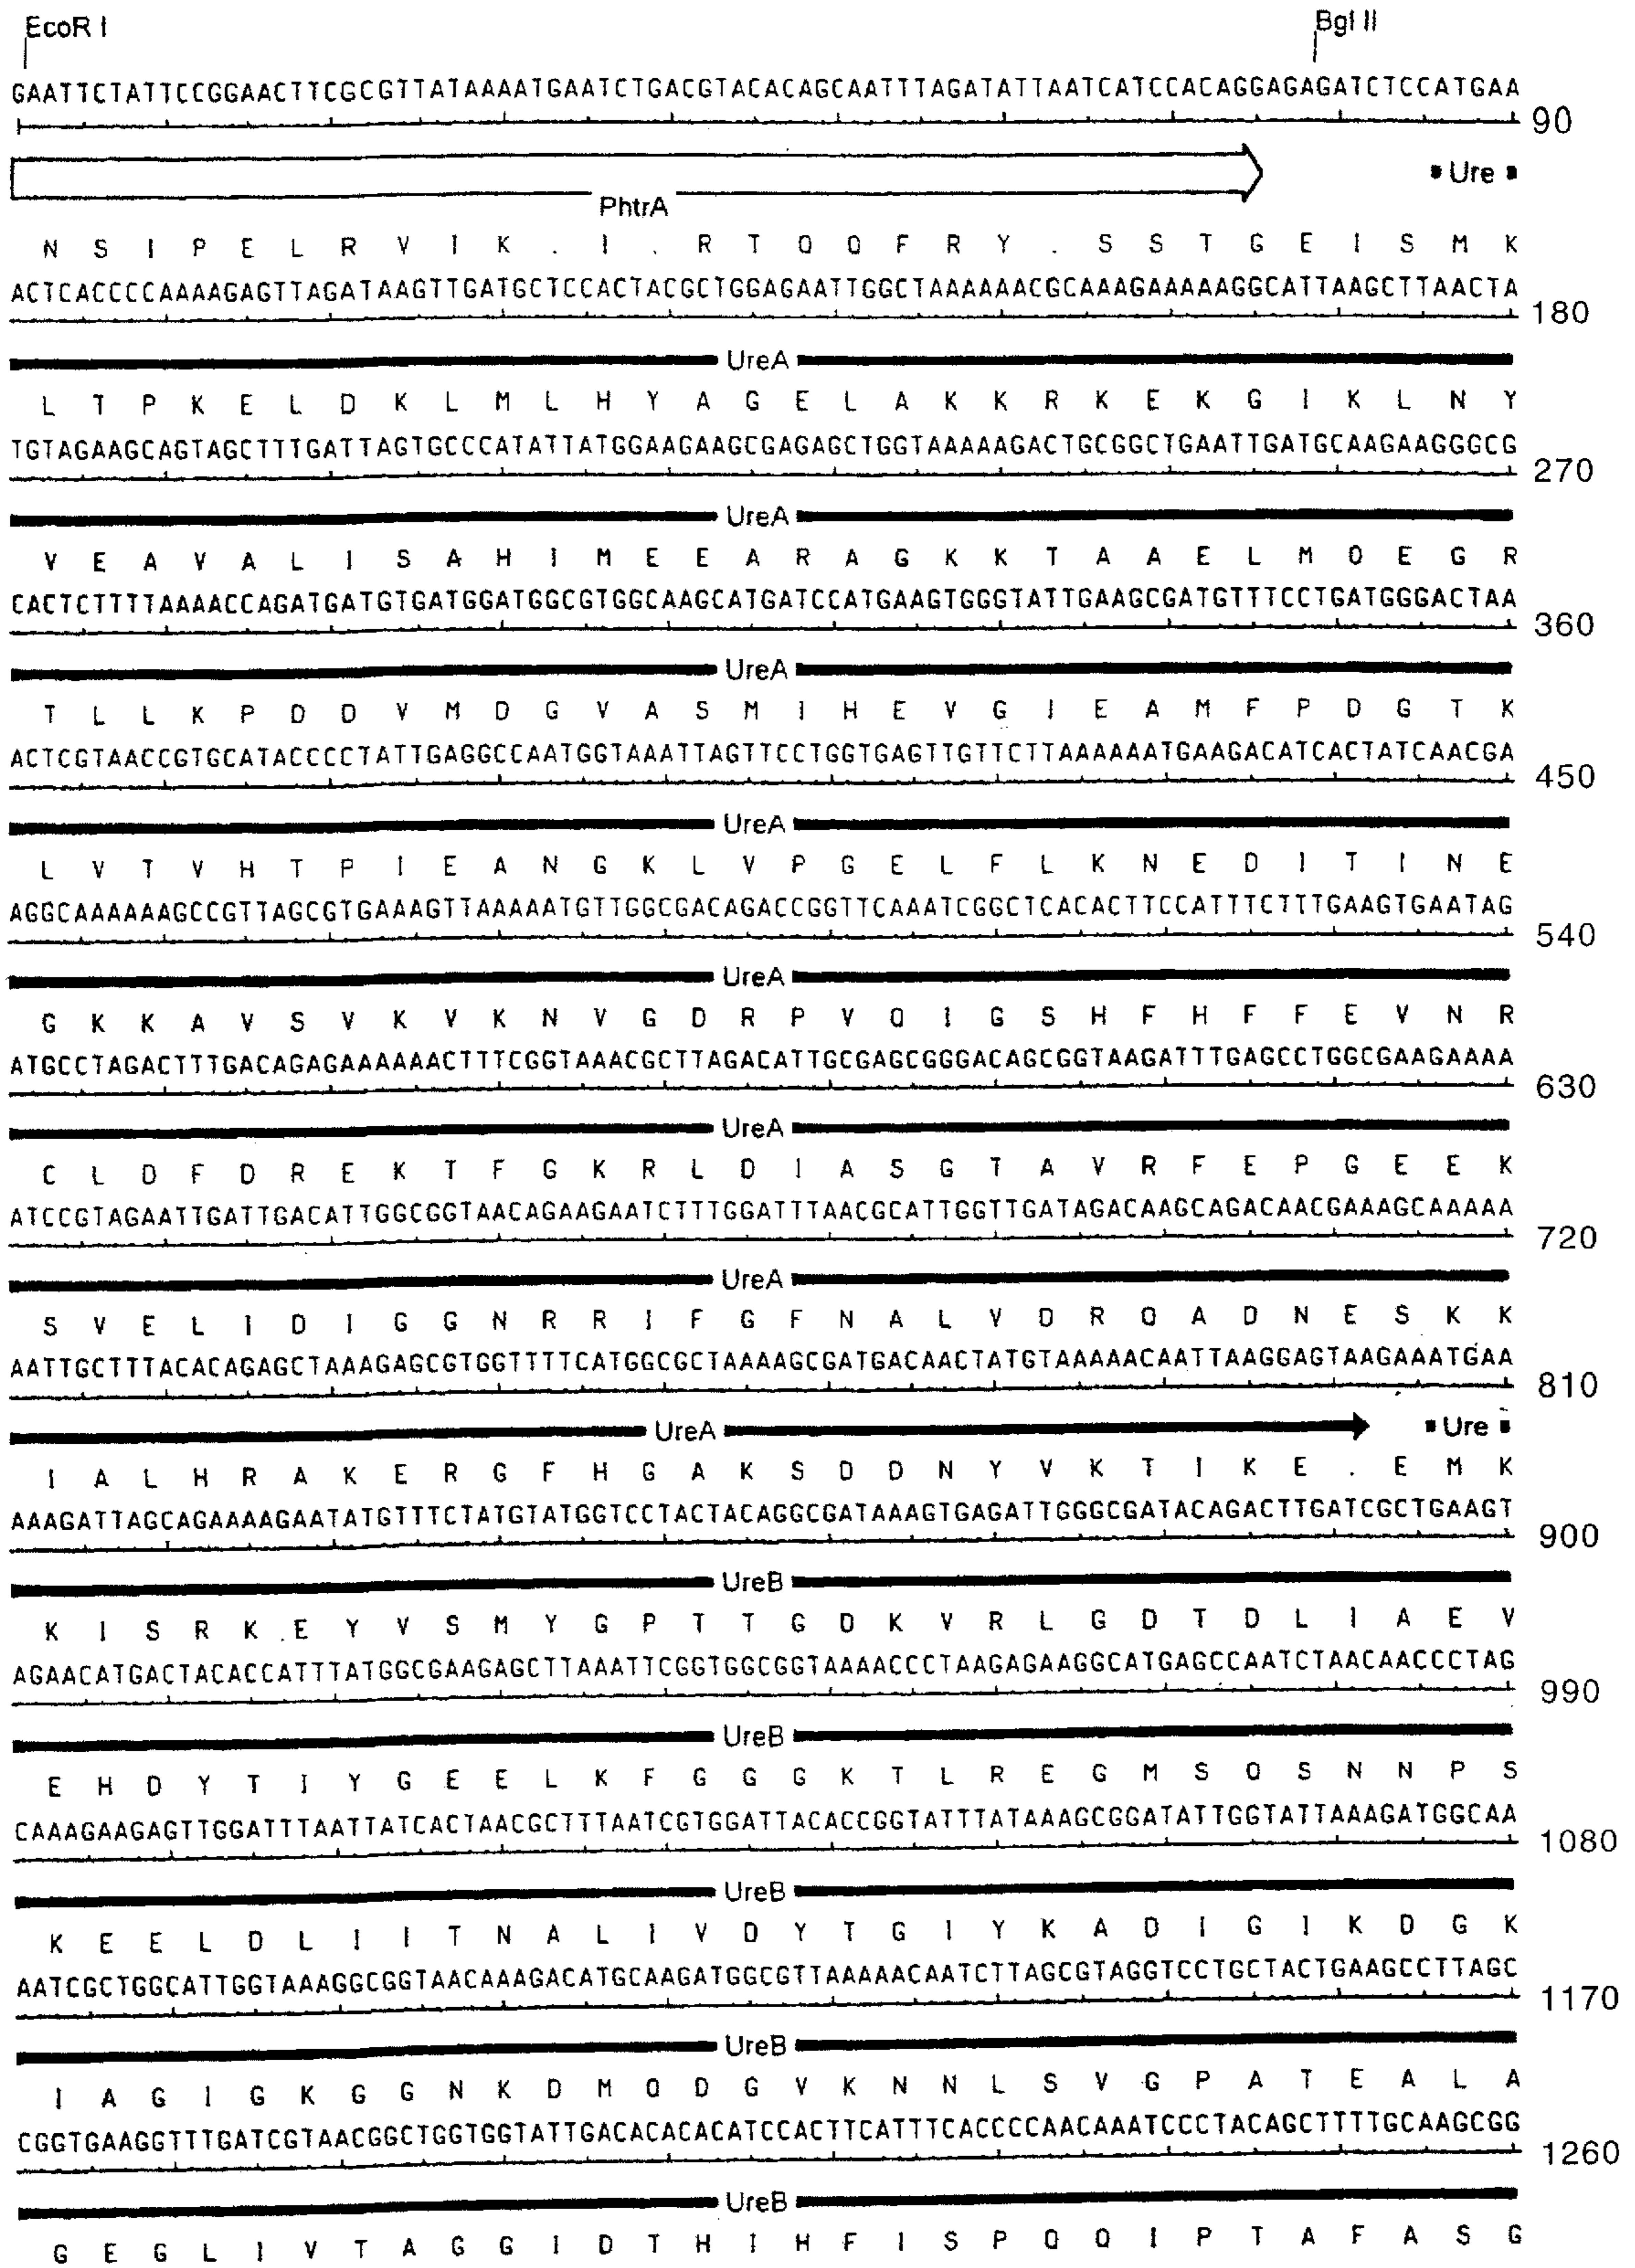 EcoR I Bgl II
GAATTCTATTCCGGAACTTCGCGTTATAAAATGAATCTGACGTACACAGCAATTTAGATATTAATCATCCACAGGAGAGATCTCCATGAA
90
Ure
PhtrA
N S I P E L R V I K . I . R T Q Q F R Y . S S T G E I S M K
ACTCACCCCAAAAGAGTTAGATAAGTTGATGCTCCACTACGCTGGAGAATTGGCTAAAAAACGCAAAGAAAAAGGCATTAAGCTTAACTA
180
UreA
L T P K E L D K L M L H Y A G E L A K K R K E K G I K L N Y
TGTAGAAGCAGTAGCTTTGATTAGTGCCCATATTATGGAAGAAGCGAGAGCTGGTAAAAAGACTGCGGCTGAATTGATGCAAGAAGGGCG
270
UreA
V E A V A L I S A H I M E E A R A G K K T A A E L M Q E G R
CACTCTTTTAAAACCAGATGATGTGATGGATGGCGTGGCAAGCATGATCCATGAAGTGGGTATTGAAGCGATGTTTCCTGATGGGACTAA
360
UreA
T L L K P D D V M D G V A S M I H E V G I E A M F P D G T K
ACTCGTAACCGTGCATACCCCTATTGAGGCCAATGGTAAATTAGTTCCTGGTGAGTTGTTCTTAAAAAATGAAGACATCACTATCAACGA
450
UreA
L V T V H T P I E A N G K L V P G E L F L K N E D I T I N E
AGGCAAAAAAGCCGTTAGCGTGAAAGTTAAAAATGTTGGCGACAGACCGGTTCAAATCGGCTCACACTTCCATTTCTTTGAAGTGAATAG
540
UreA
G K K A V S V K V K N V G D R P V Q I G S H F H F F E V N R
ATGCCTAGACTTTGACAGAGAAAAAACTTTCGGTAAACGCTTAGACATTGCGAGCGGGACAGCGGTAAGATTTGAGCCTGGCGAAGAAAA
630
UreA
C L D F D R E K T F G K R L D I A S G T A V R F E P G E E K
ATCCGTAGAATTGATTGACATTGGCGGTAACAGAAGAATCTTTGGATTTAACGCATTGGTTGATAGACAAGCAGACAACGAAAGCAAAAA
720
UreA
S V E L I D I G G N R R I F G F N A L V D R Q A D N E S K K
AATTGCTTTACACAGAGCTAAAGAGCGTGGTTTTCATGGCGCTAAAAGCGATGACAACTATGTAAAAACAATTAAGGAGTAAGAAATGAA
810
UreA Ure
I A L H R A K E R G F H G A K S D D N Y V K T I K E . E M K
AAAGATTAGCAGAAAAGAATATGTTTCTATGTATGGTCCTACTACAGGCGATAAAGTGAGATTGGGCGATACAGACTTGATCGCTGAAGT
900
UreB
K I S R K E Y V S M Y G P T T G D K V R L G D T D L I A E V
AGAACATGACTACACCATTTATGGCGAAGAGCTTAAATTCGGTGGCGGTAAAACCCTAAGAGAAGGCATGAGCCAATCTAACAACCCTAG
990
UreB
E H D Y T I Y G E E L K F G G G K T L R E G M S Q S N N P S
CAAAGAAGAGTTGGATTTAATTATCACTAACGCTTTAATCGTGGATTACACCGGTATTTATAAAGCGGATATTGGTATTAAAGATGGCAA
1080
UreB
K E E L D L I I T N A L I V D Y T G I Y K A D I G I K D G K
AATCGCTGGCATTGGTAAAGGCGGTAACAAAGACATGCAAGATGGCGTTAAAAACAATCTTAGCGTAGGTCCTGCTACTGAAGCCTTAGC
1170
UreB
I A G I G K G G N K D M Q D G V K N N L S V G P A T E A L A
CGGTGAAGGTTTGATCGTAACGGCTGGTGGTATTGACACACACATCCACTTCATTTCACCCCAACAAATCCCTACAGCTTTTGCAAGCGG
1260
UreB
G E G L I V T A G G I D T H I H F I S P Q Q I P T A F A S G